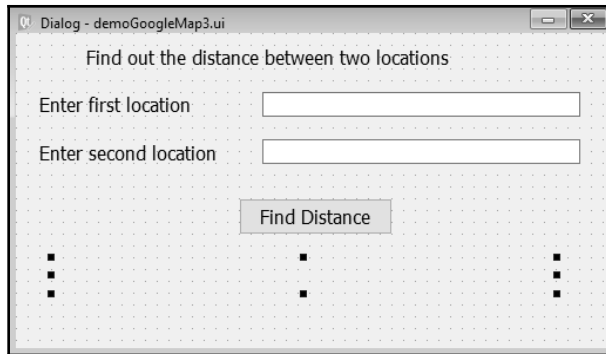 Dialog - demoGoogleMap3.ui
Find out the distance between two locations
Enter first location
Enter second location
Find Distance